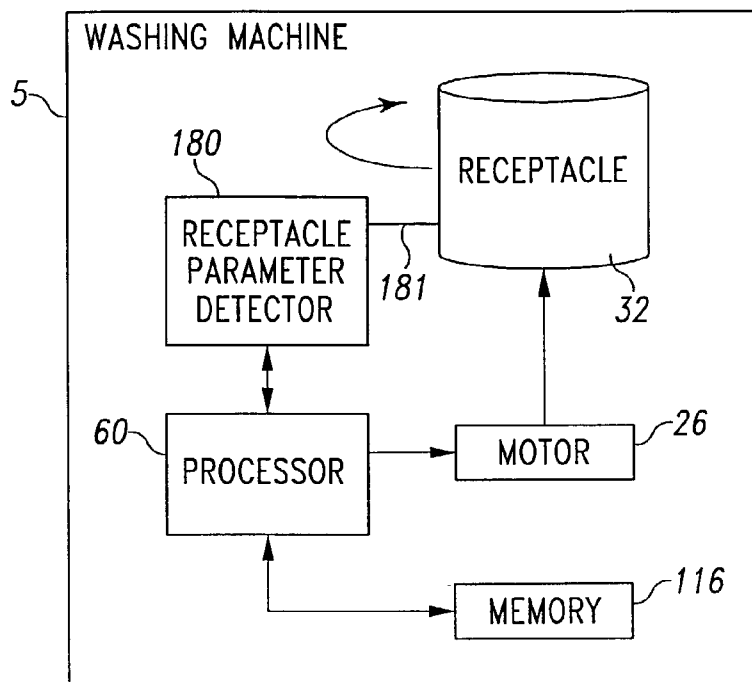 WASHING MACHINE
5
180
RECEPTACLE
RECEPTACLE
PARAMETER
DETECTOR
181
32
60
PROCESSOR
MOTOR
26
MEMORY
116